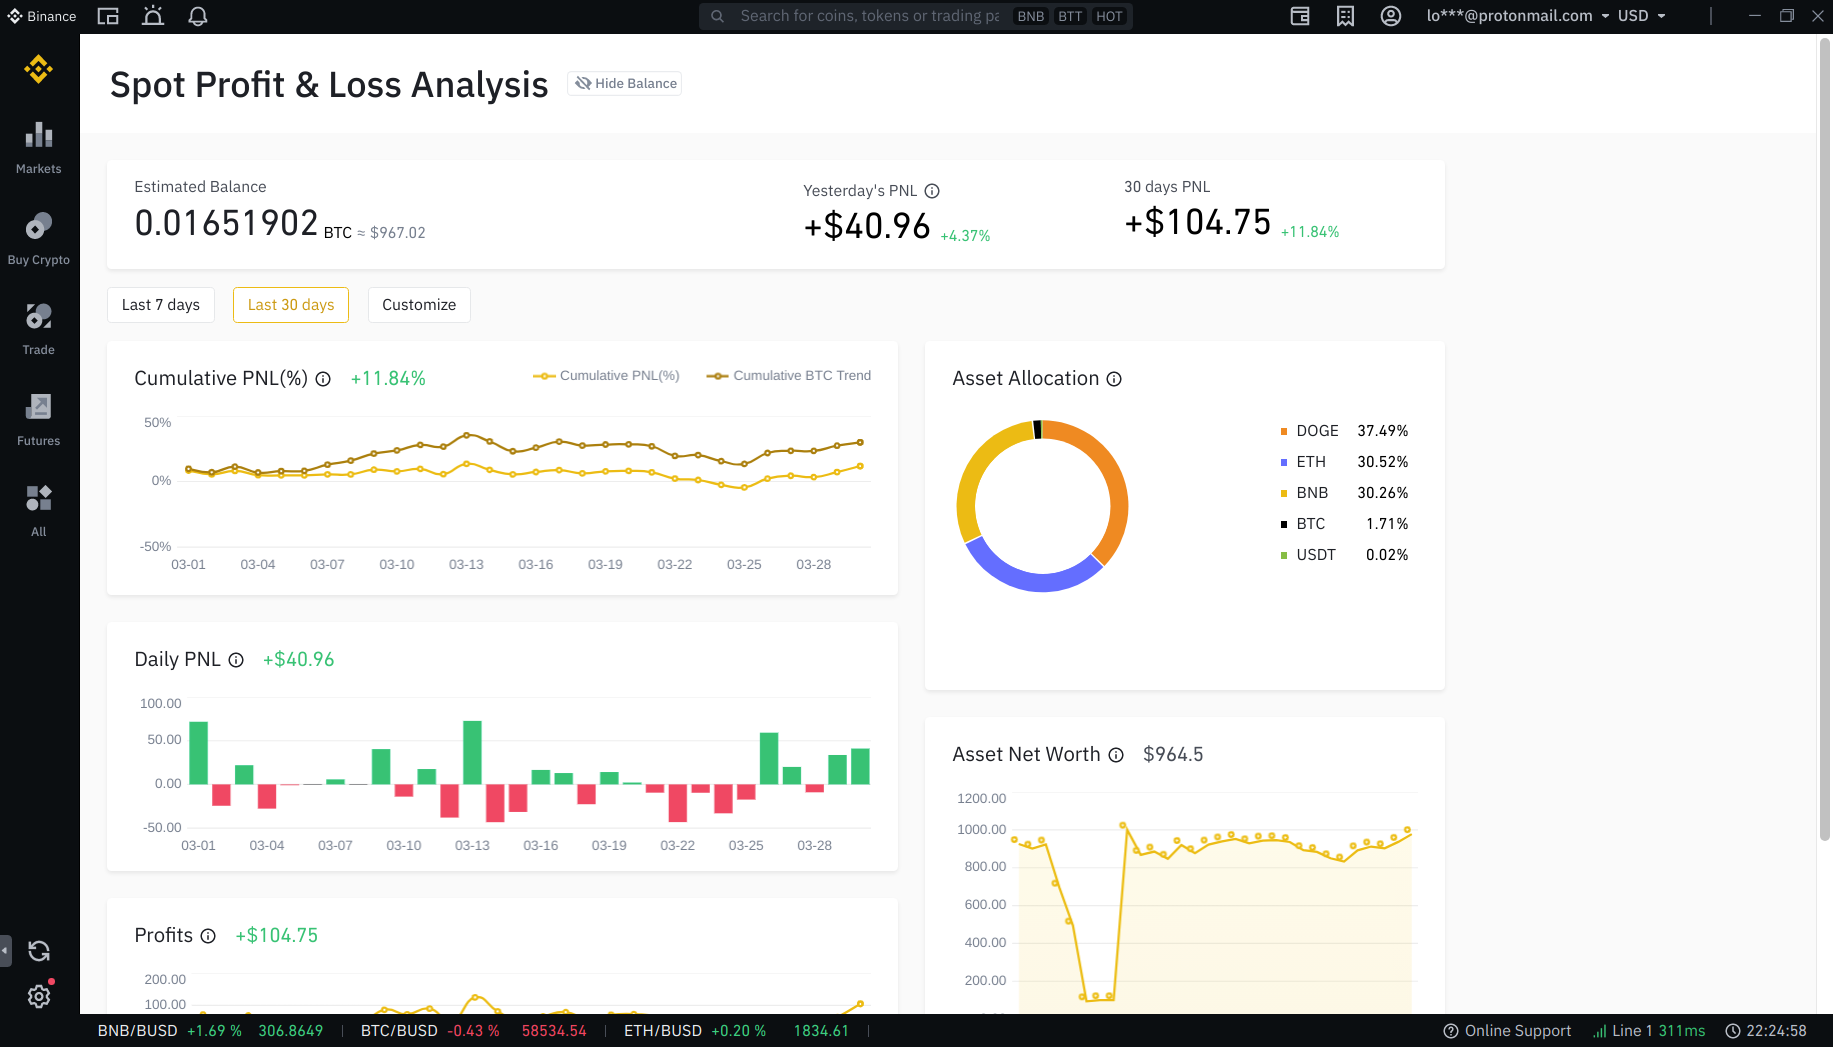 Binance
Search for coins, tokens or trading pa BNB BTT HOT
lo***@protonmail.com USD
Spot Profit & Loss Analysis
Hide Balance
Markets
Buy Crypto
Trade
Futures
All
Estimated Balance
0.01651902 BTC ≈ $967.02
Yesterday's PNL
+$40.96 +4.37%
30 days PNL
+$104.75 +11.84%
Last 7 days
Last 30 days
Customize
Cumulative PNL(%) +11.84%
Cumulative PNL(%)
Cumulative BTC Trend
50%
0%
-50%
03-01 03-04 03-07 03-10 03-13 03-16 03-19 03-22 03-25 03-28
Asset Allocation
DOGE 37.49%
ETH 30.52%
BNB 30.26%
BTC 1.71%
USDT 0.02%
Daily PNL +$40.96
100.00
50.00
0.00
-50.00
03-01 03-04 03-07 03-10 03-13 03-16 03-19 03-22 03-25 03-28
Asset Net Worth $964.5
1200.00
1000.00
800.00
600.00
400.00
200.00
Profits +$104.75
200.00
100.00
BNB/BUSD +1.69 % 306.8649
BTC/BUSD -0.43 % 58534.54
ETH/BUSD +0.20 % 1834.61
Online Support
Line 1 311ms
22:24:58